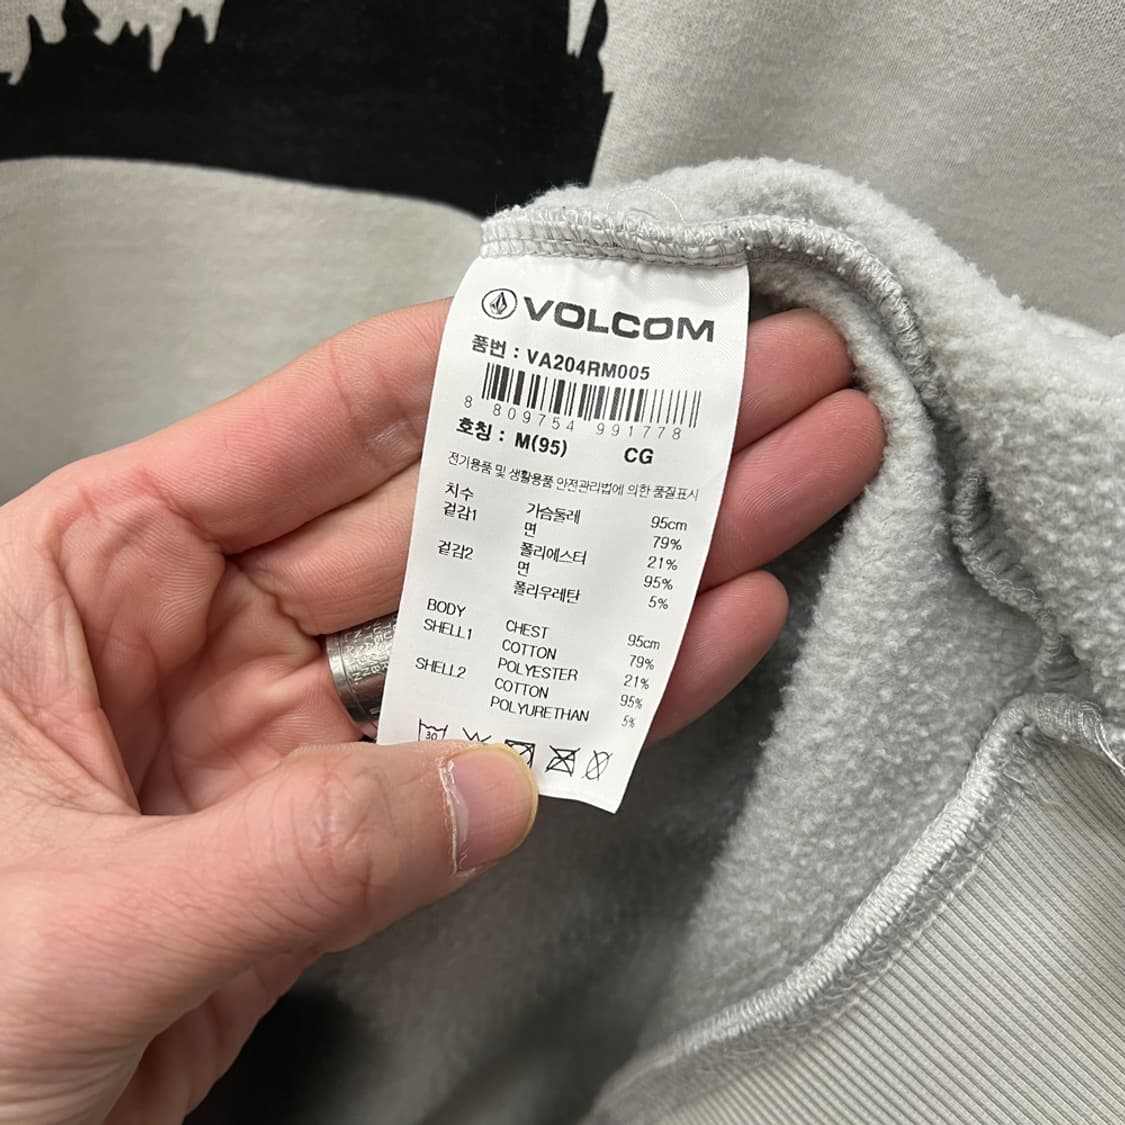 VOLCOM
품번 : VA204RM005
8 809754 991778
호칭 : M(95) CG
전기용품 및 생활용품 안전관리법에 의한 품질표시
치수 가슴둘레 95cm
겉감1 면 79%
폴리에스터 21%
겉감2 면 95%
폴리우레탄 5%
BODY CHEST 95cm
SHELL1 COTTON 79%
POLYESTER 21%
SHELL2 COTTON 95%
POLYURETHAN 5%
30